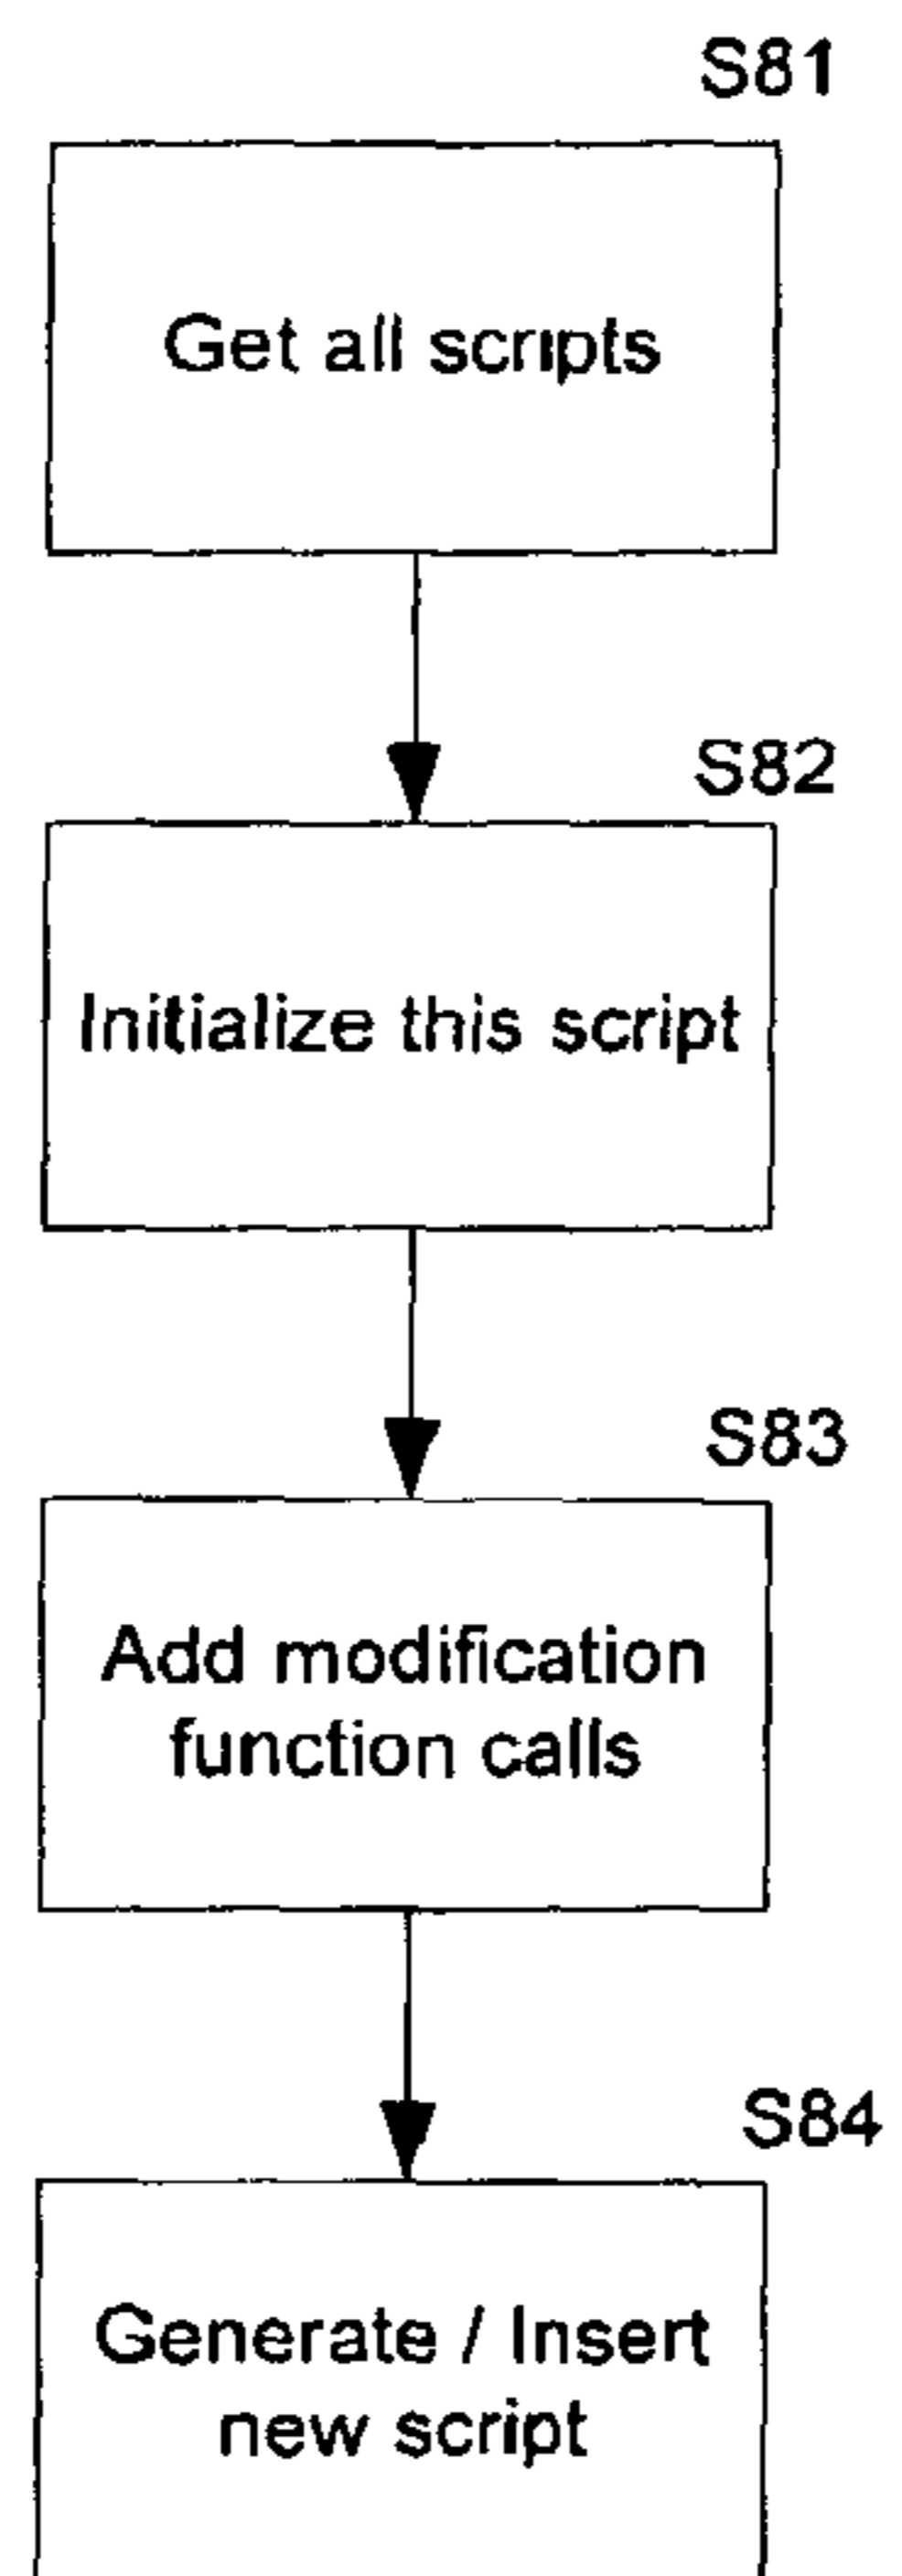 S81
Get all scripts
S82
Initialize this script
S83
Add modification
function calls
S84
Generate / Insert
new script